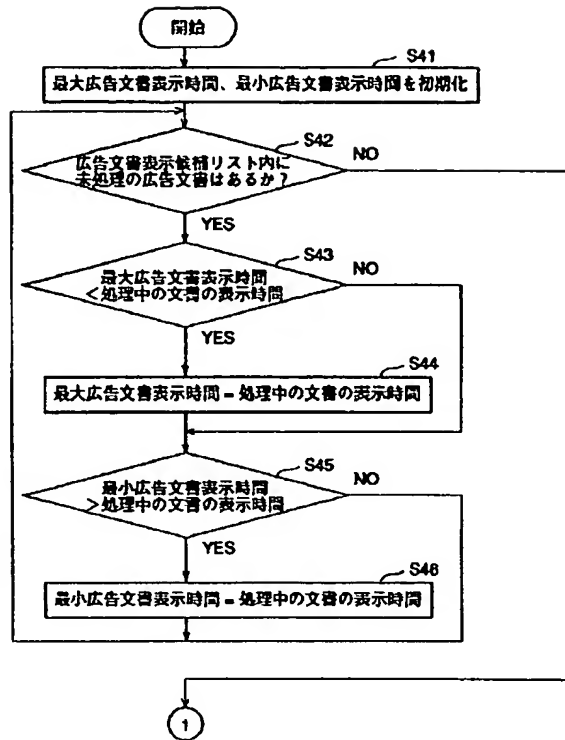 開始
S41
最大広告文書表示時間、最小広告文書表示時間を初期化
S42
広告文書表示候補リスト内に
未処理の広告文書はあるか？
NO
YES
S43
最大広告文書表示時間
＜処理中の文書の表示時間
NO
YES
S44
最大広告文書表示時間＝処理中の文書の表示時間
S45
最小広告文書表示時間
＞処理中の文書の表示時間
NO
YES
S46
最小広告文書表示時間＝処理中の文書の表示時間
1